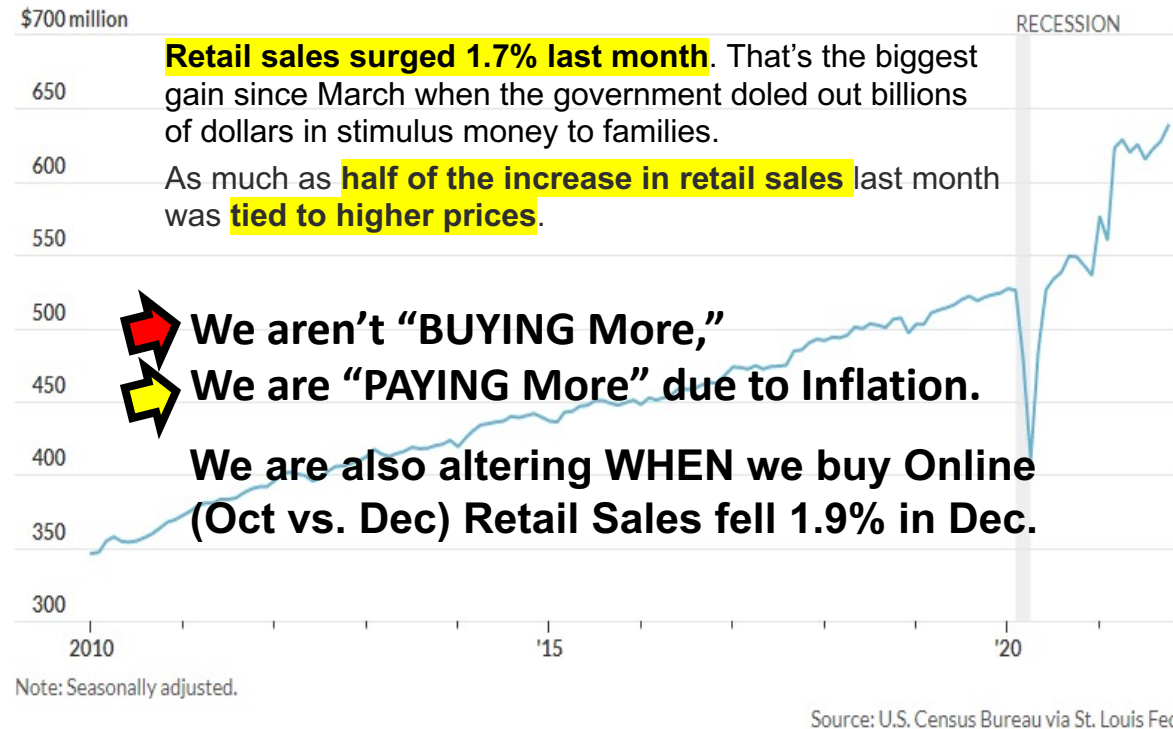 $700 million
RECESSION
Retail sales surged 1.7% last month. That’s the biggest
gain since March when the government doled out billions
of dollars in stimulus money to families.
650
600
As much as half of the increase in retail sales last month
was tied to higher prices.
550
500
We aren’t “BUYING More,”
450
We are “PAYING More” due to Inflation.
400
We are also altering WHEN we buy Online
(Oct vs. Dec) Retail Sales fell 1.9% in Dec.
350
300
2010
'15
'20
Note: Seasonally adjusted.
Source: U.S. Census Bureau via St. Louis Fed